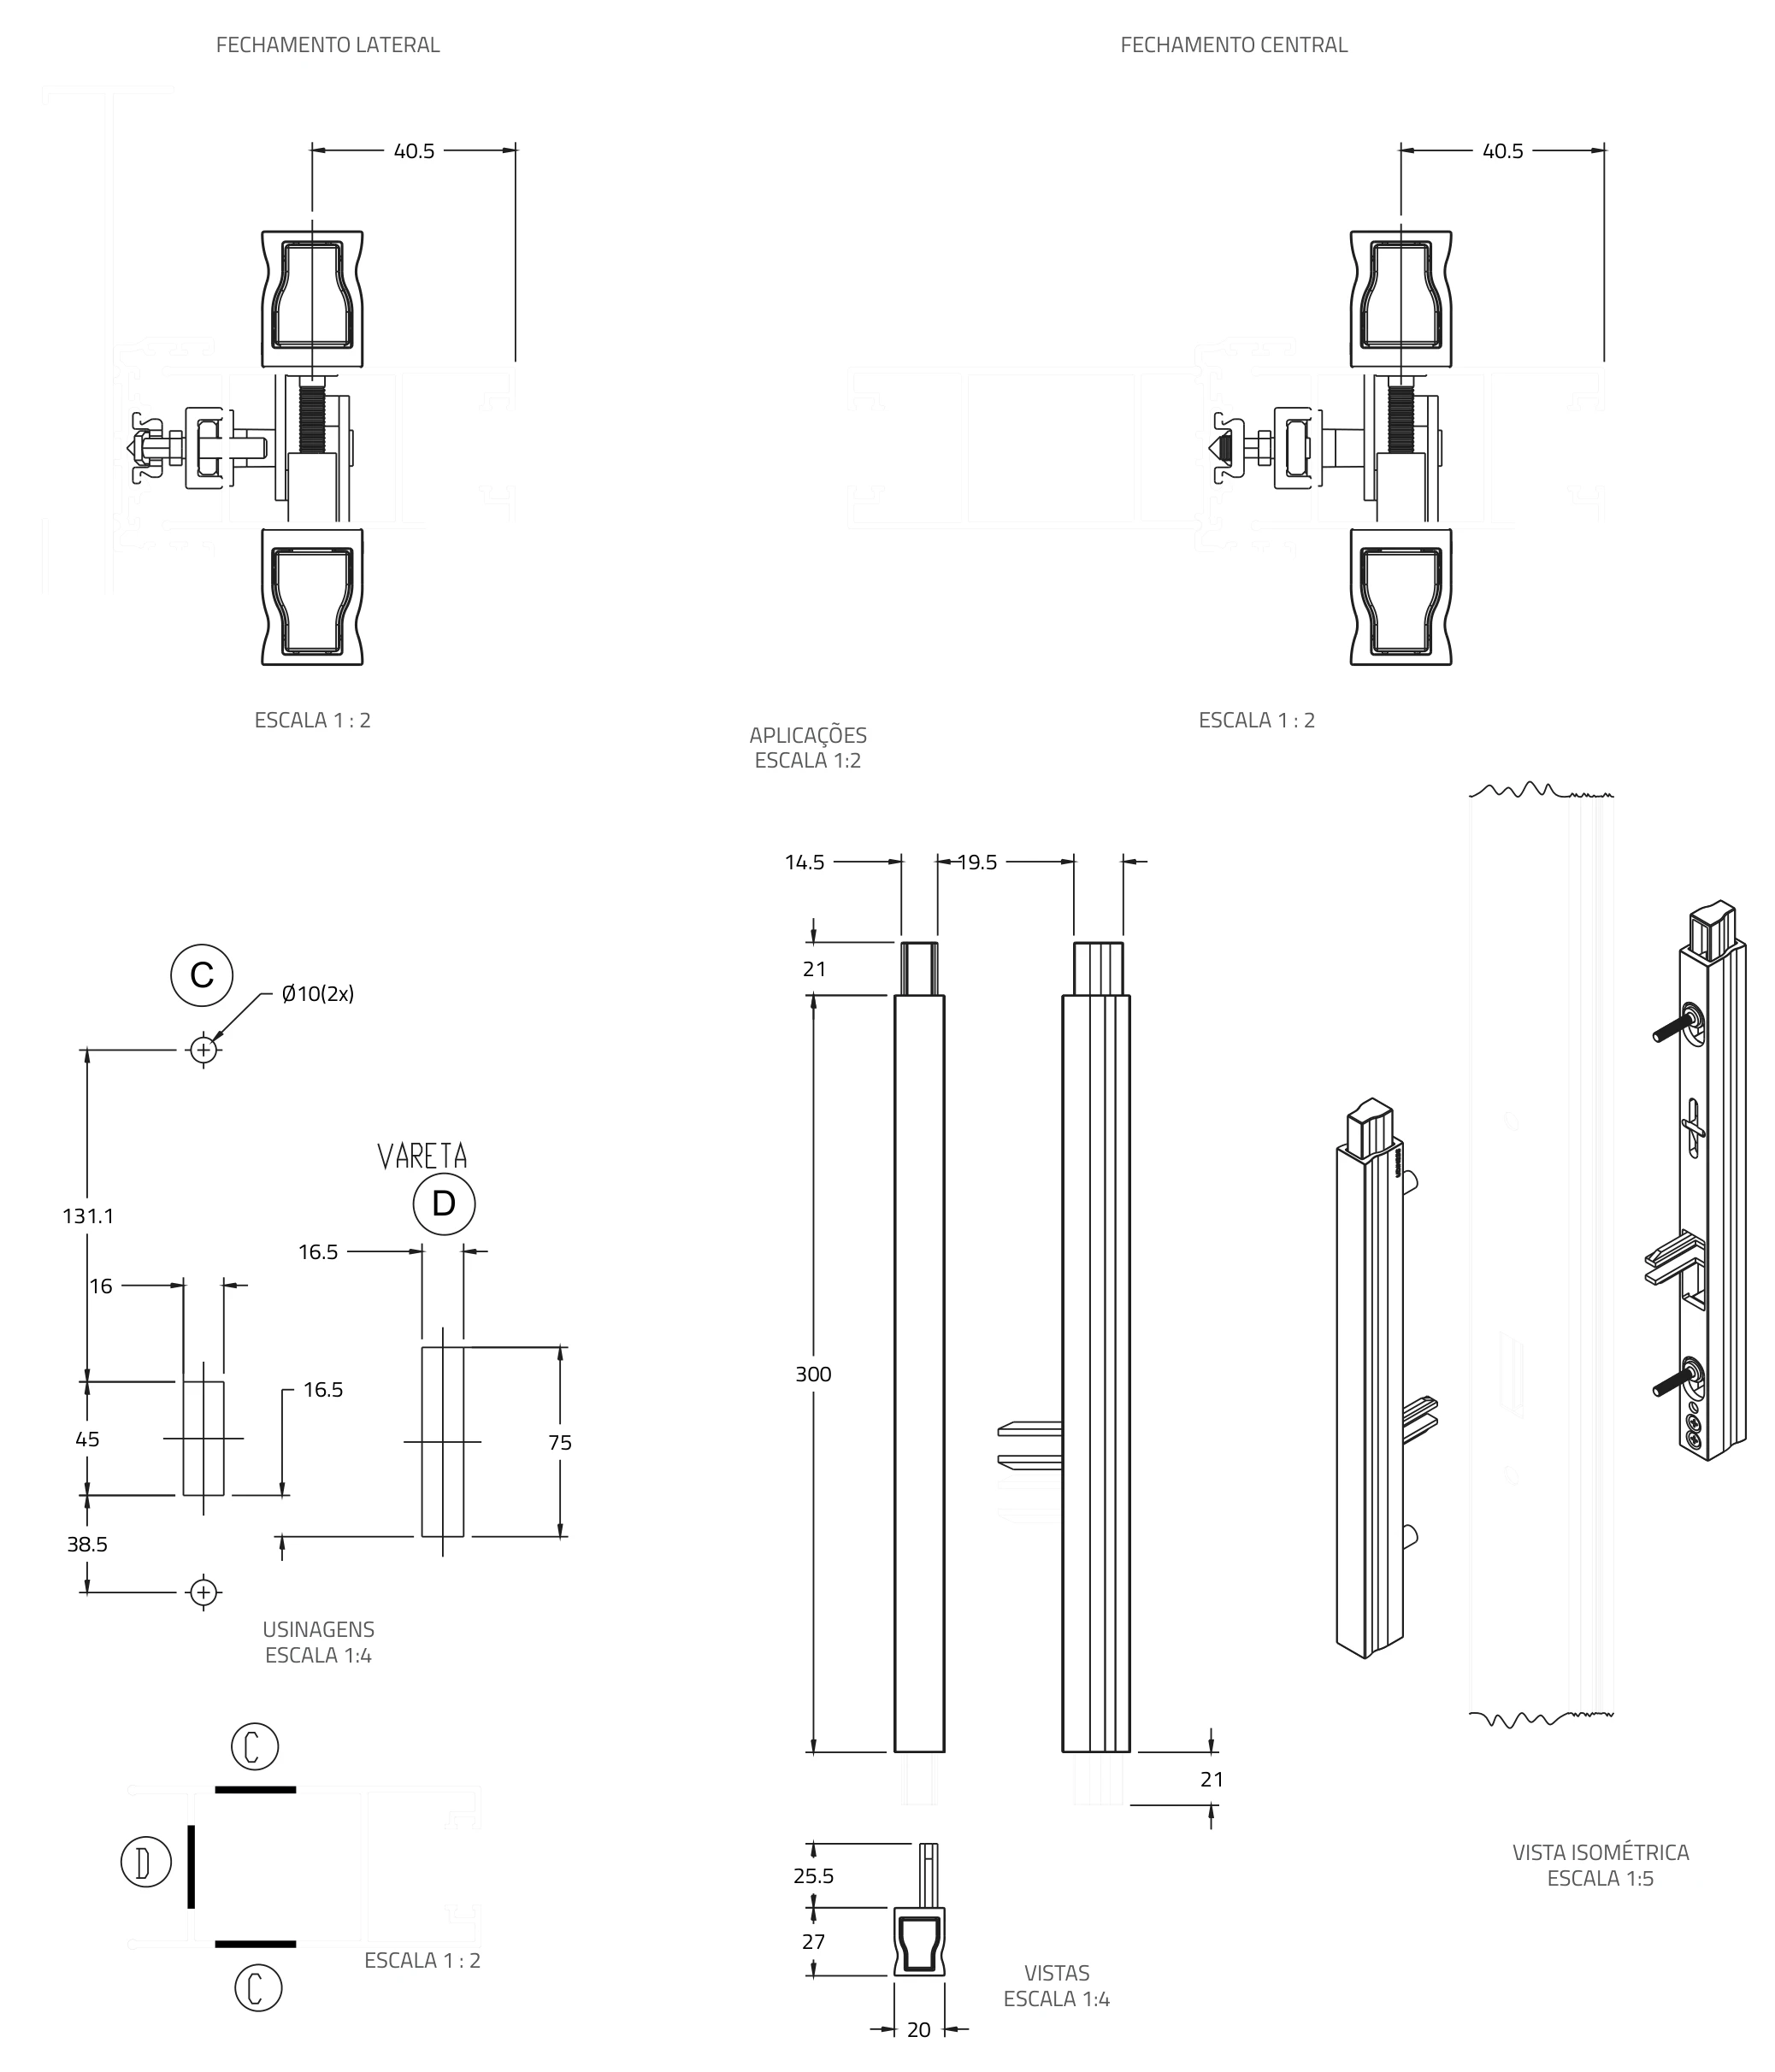 FECHAMENTO LATERAL
FECHAMENTO CENTRAL
40.5
40.5
ESCALA 1 : 2
ESCALA 1 : 2
APLICAÇÕES
ESCALA 1:2
14.5
19.5
21
300
21
C
Ø10(2x)
131.1
VARETA
D
16.5
16
16.5
45
75
38.5
USINAGENS
ESCALA 1:4
C
D
C
ESCALA 1 : 2
25.5
27
20
VISTAS
ESCALA 1:4
VISTA ISOMÉTRICA
ESCALA 1:5